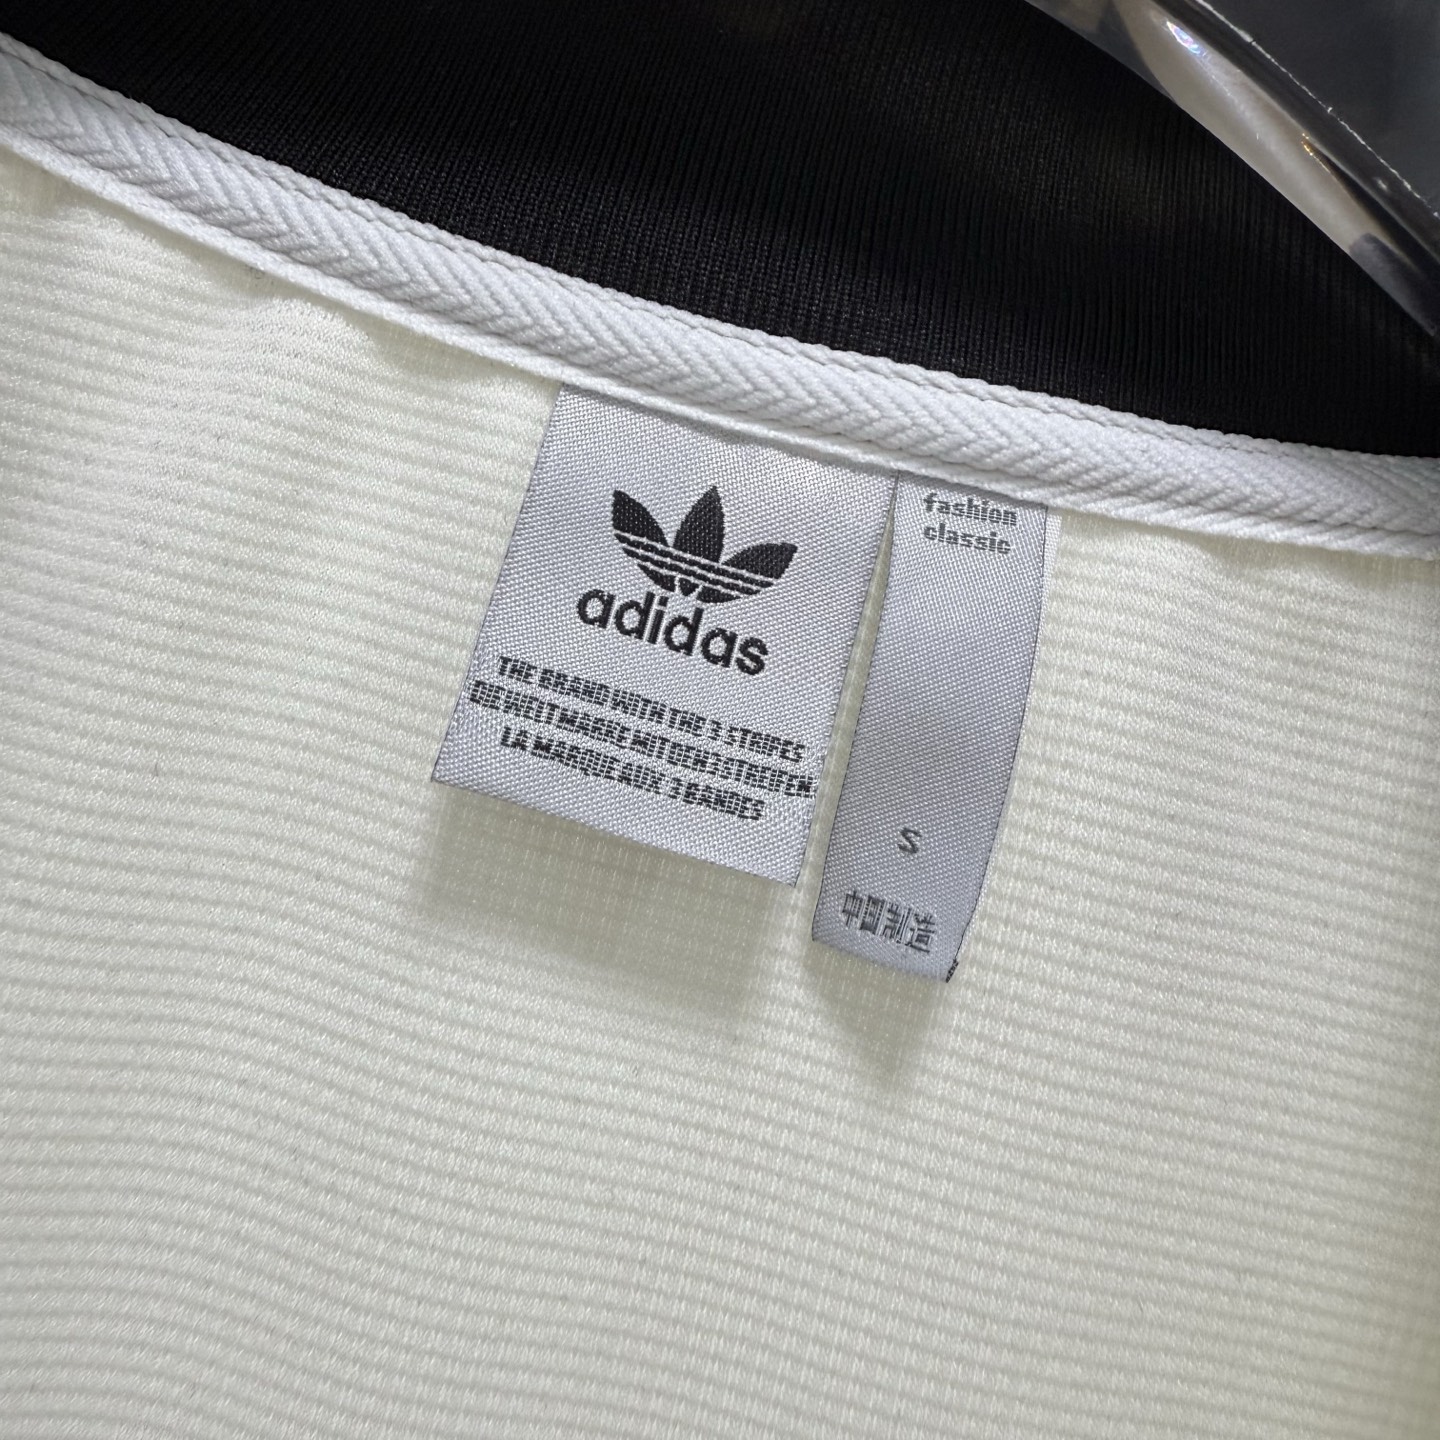 adidas
THE BRAND WITH THE 3 STRIPES
DIE WELTMARKE MIT DEN 3 STREIFEN
LA MARQUE AUX 3 BANDES
fashion
classic
S
中国制造